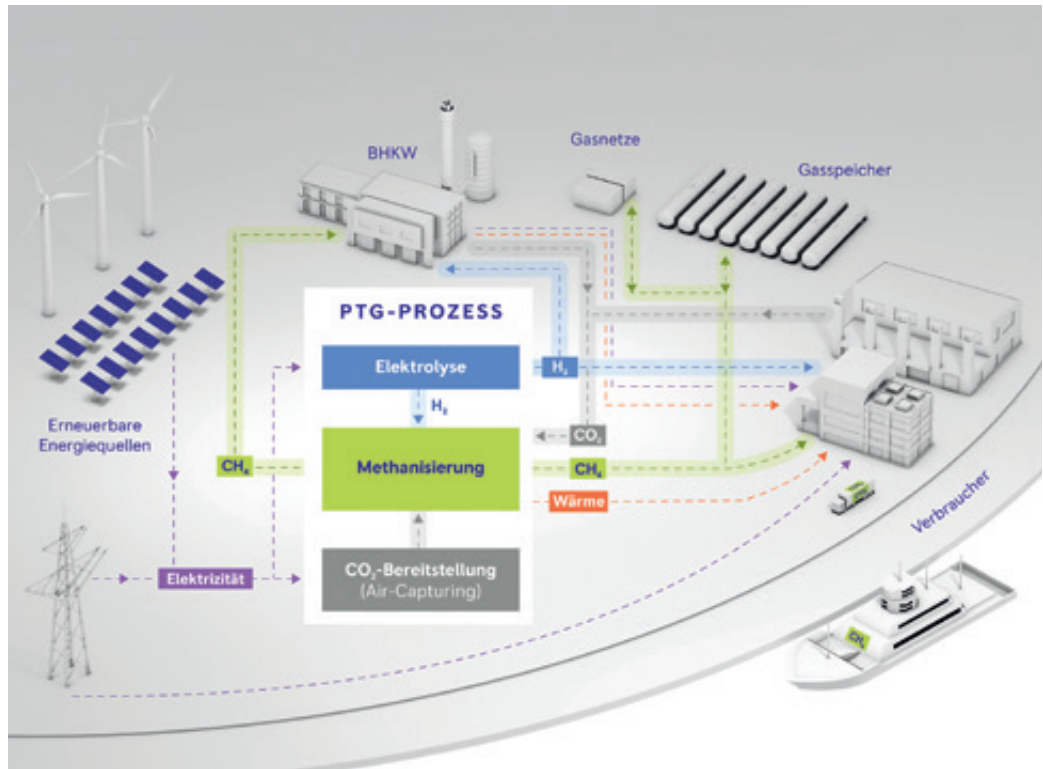 BHKW
Gasnetze
Gasspeicher
PTG-PROZESS
Elektrolyse
H₂
H₂
Erneuerbare
Energiequellen
CO₂
CH₄
Methanisierung
CH₄
Wärme
Verbraucher
Elektrizität
CO₂-Bereitstellung
(Air-Capturing)
CH₄